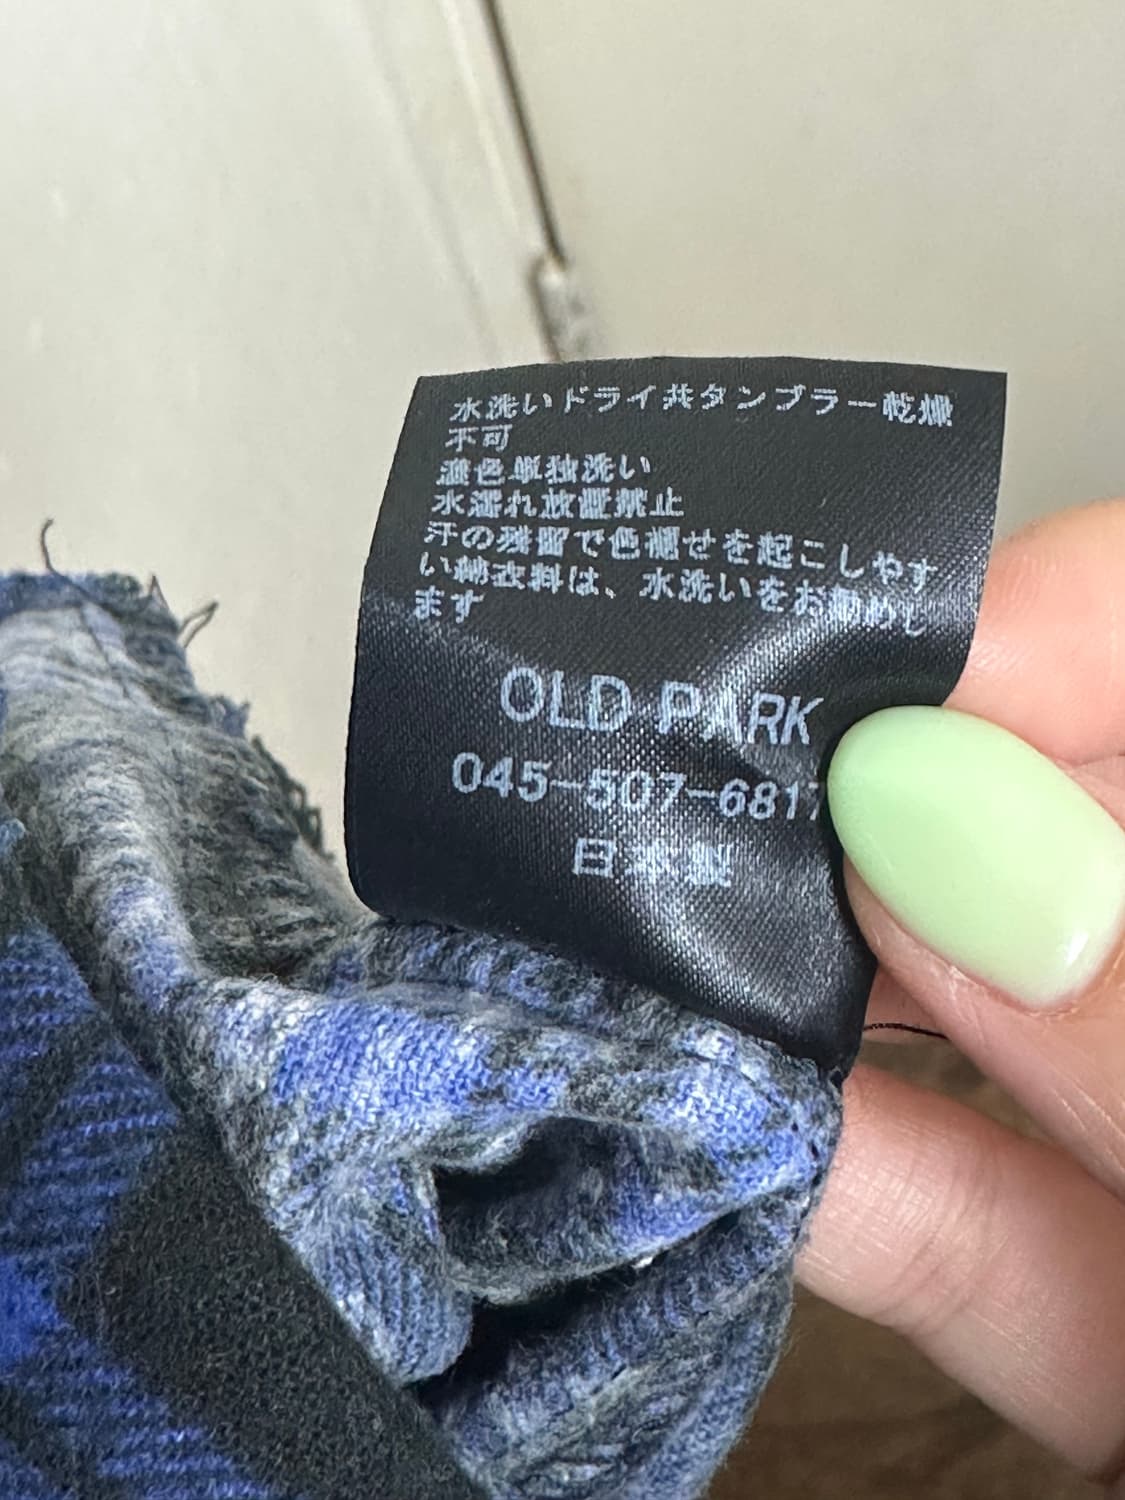 水洗いドライ共タンブラー乾燥
不可
濃色単独洗い
水濡れ放置禁止
汗の残留で色褪せを起こしやす
い綿衣料は、水洗いをお勧めし
ます
OLD PARK
045-507-6817
日本製